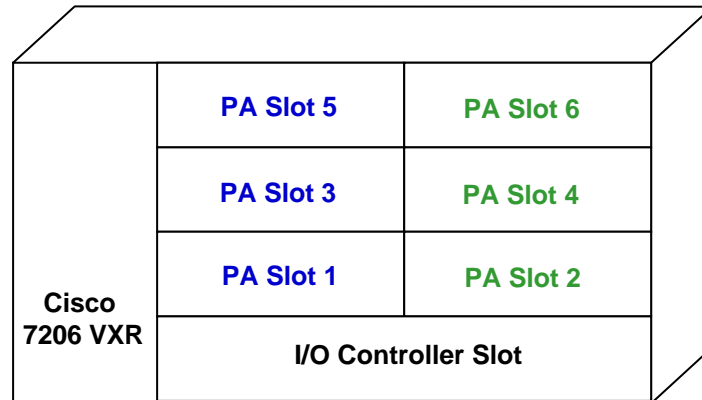 PA Slot 5
PA Slot 6
PA Slot 3
PA Slot 4
PA Slot 1
PA Slot 2
Cisco
7206 VXR
I/O Controller Slot